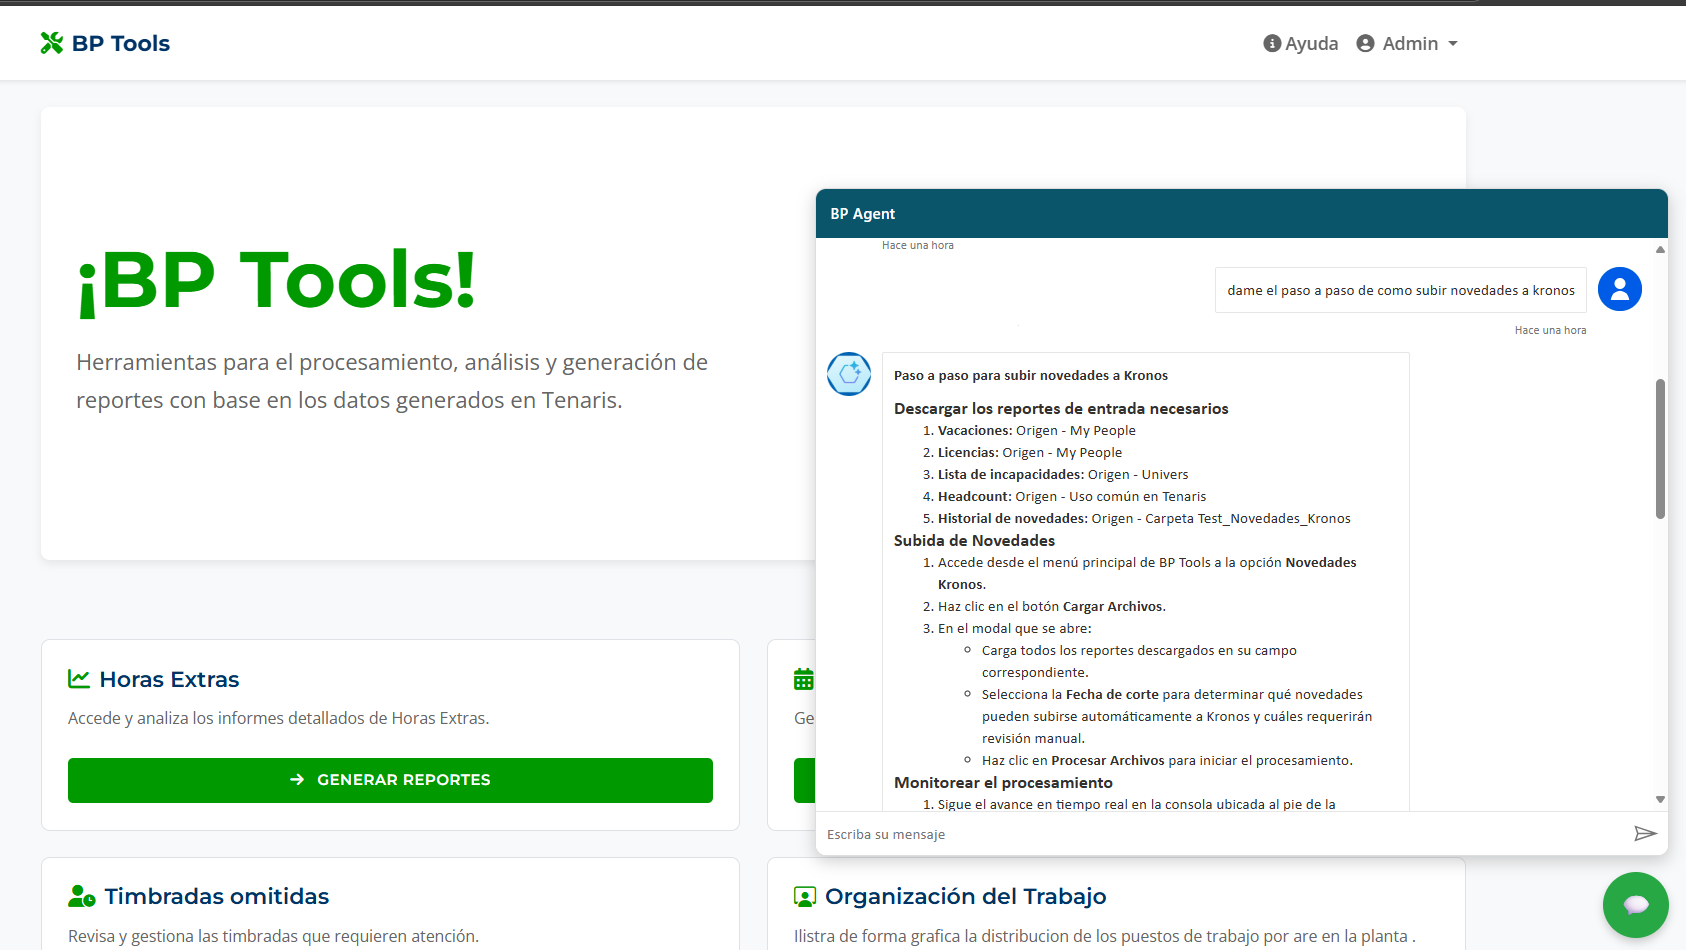 BP Tools
Ayuda
Admin
¡BP Tools!
Herramientas para el procesamiento, análisis y generación de
reportes con base en los datos generados en Tenaris.
Horas Extras
Accede y analiza los informes detallados de Horas Extras.
GENERAR REPORTES
Ge
Timbradas omitidas
Revisa y gestiona las timbradas que requieren atención.
Organización del Trabajo
Ilistra de forma grafica la distribucion de los puestos de trabajo por are en la planta .
BP Agent
Hace una hora
dame el paso a paso de como subir novedades a kronos
Hace una hora
Paso a paso para subir novedades a Kronos
Descargar los reportes de entrada necesarios
1. Vacaciones: Origen - My People
2. Licencias: Origen - My People
3. Lista de incapacidades: Origen - Univers
4. Headcount: Origen - Uso común en Tenaris
5. Historial de novedades: Origen - Carpeta Test_Novedades_Kronos
Subida de Novedades
1. Accede desde el menú principal de BP Tools a la opción Novedades
Kronos.
2. Haz clic en el botón Cargar Archivos.
3. En el modal que se abre:
Carga todos los reportes descargados en su campo
correspondiente.
Selecciona la Fecha de corte para determinar qué novedades
pueden subirse automáticamente a Kronos y cuáles requerirán
revisión manual.
Haz clic en Procesar Archivos para iniciar el procesamiento.
Monitorear el procesamiento
1. Sigue el avance en tiempo real en la consola ubicada al pie de la
Escriba su mensaje